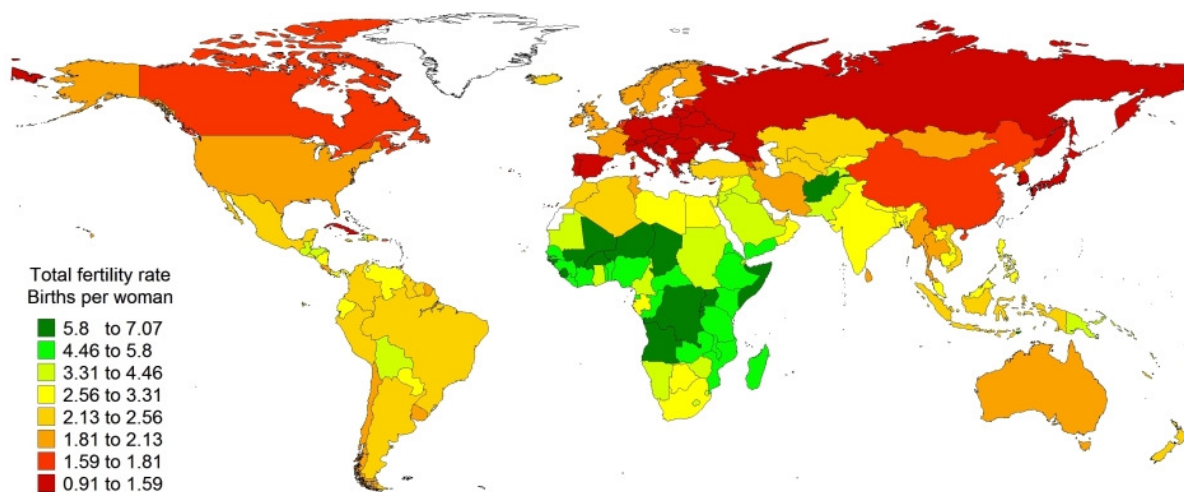 Total fertility rate
Births per woman
5.8 to 7.07
4.46 to 5.8
3.31 to 4.46
2.56 to 3.31
2.13 to 2.56
1.81 to 2.13
1.59 to 1.81
0.91 to 1.59